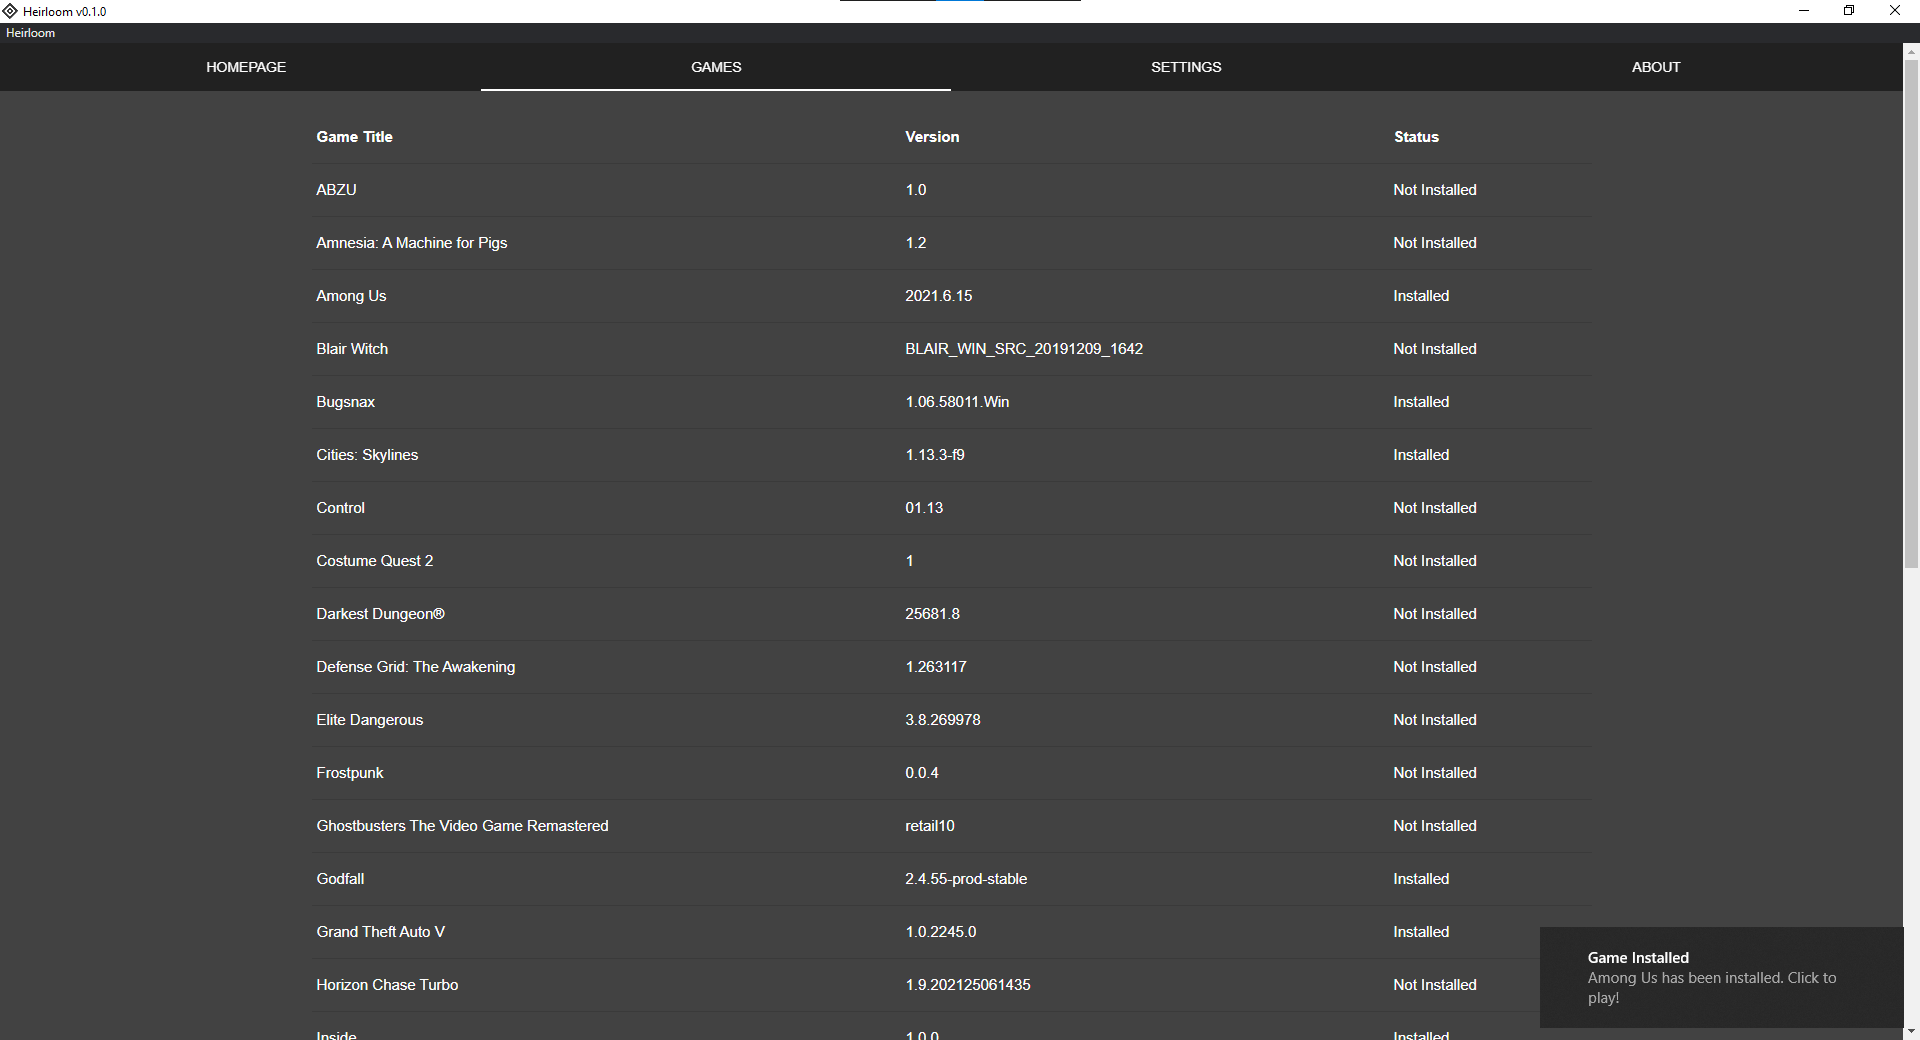 Heirloom v0.1.0
Heirloom
HOMEPAGE GAMES SETTINGS ABOUT
Game Title Version Status
ABZU 1.0 Not Installed
Amnesia: A Machine for Pigs 1.2 Not Installed
Among Us 2021.6.15 Installed
Blair Witch BLAIR_WIN_SRC_20191209_1642 Not Installed
Bugsnax 1.06.58011.Win Installed
Cities: Skylines 1.13.3-f9 Installed
Control 01.13 Not Installed
Costume Quest 2 1 Not Installed
Darkest Dungeon® 25681.8 Not Installed
Defense Grid: The Awakening 1.263117 Not Installed
Elite Dangerous 3.8.269978 Not Installed
Frostpunk 0.0.4 Not Installed
Ghostbusters The Video Game Remastered retail10 Not Installed
Godfall 2.4.55-prod-stable Installed
Grand Theft Auto V 1.0.2245.0 Installed
Horizon Chase Turbo 1.9.202125061435 Not Installed
Inside 1.0.0 Installed
Game Installed
Among Us has been installed. Click to
play!